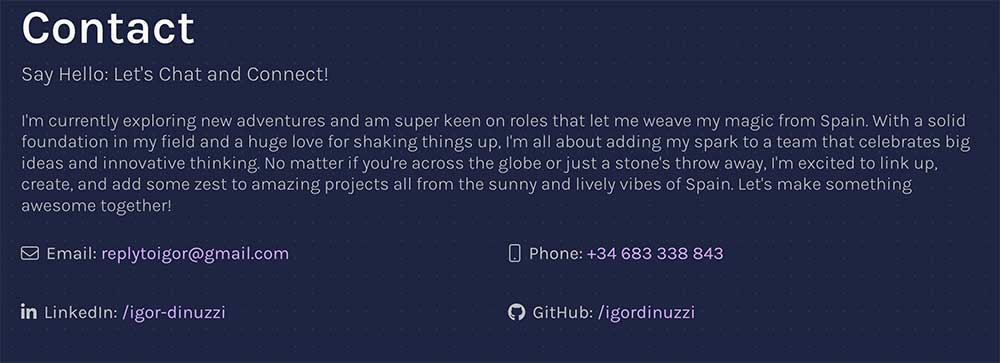 Contact
Say Hello: Let's Chat and Connect!
I'm currently exploring new adventures and am super keen on roles that let me weave my magic from Spain. With a solid
foundation in my field and a huge love for shaking things up, I'm all about adding my spark to a team that celebrates big
ideas and innovative thinking. No matter if you're across the globe or just a stone's throw away, I'm excited to link up,
create, and add some zest to amazing projects all from the sunny and lively vibes of Spain. Let's make something
awesome together!
Email: replytoigor@gmail.com
Phone: +34 683 338 843
LinkedIn: /igor-dinuzzi
GitHub: /igordinuzzi